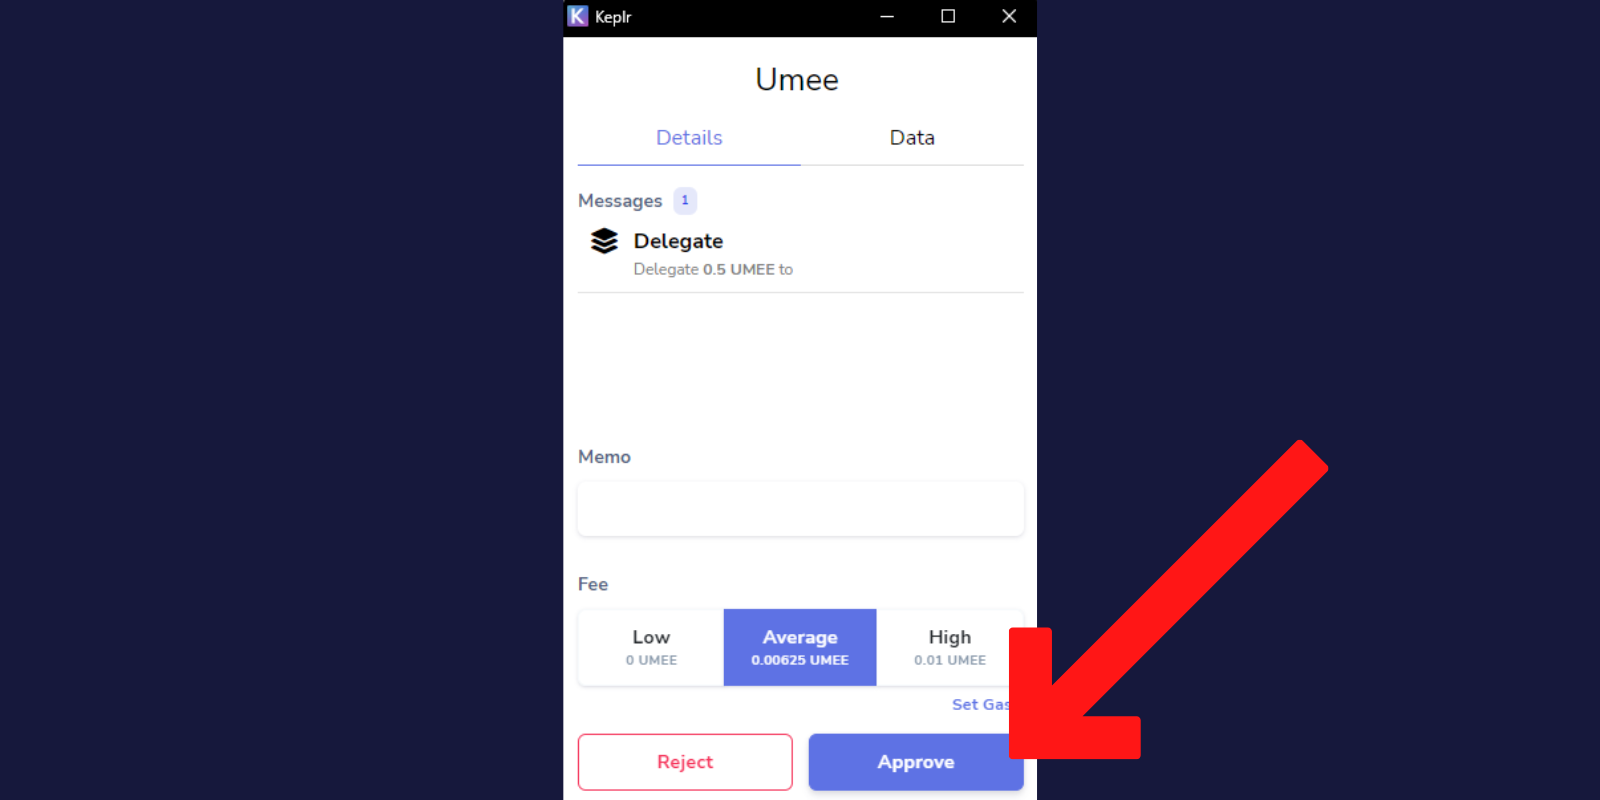 Keplr
Umee
Details Data
Messages 1
Delegate
Delegate 0.5 UMEE to
Memo
Fee
Low Average High
0 UMEE 0.00625 UMEE 0.01 UMEE
Set Gas
Reject Approve